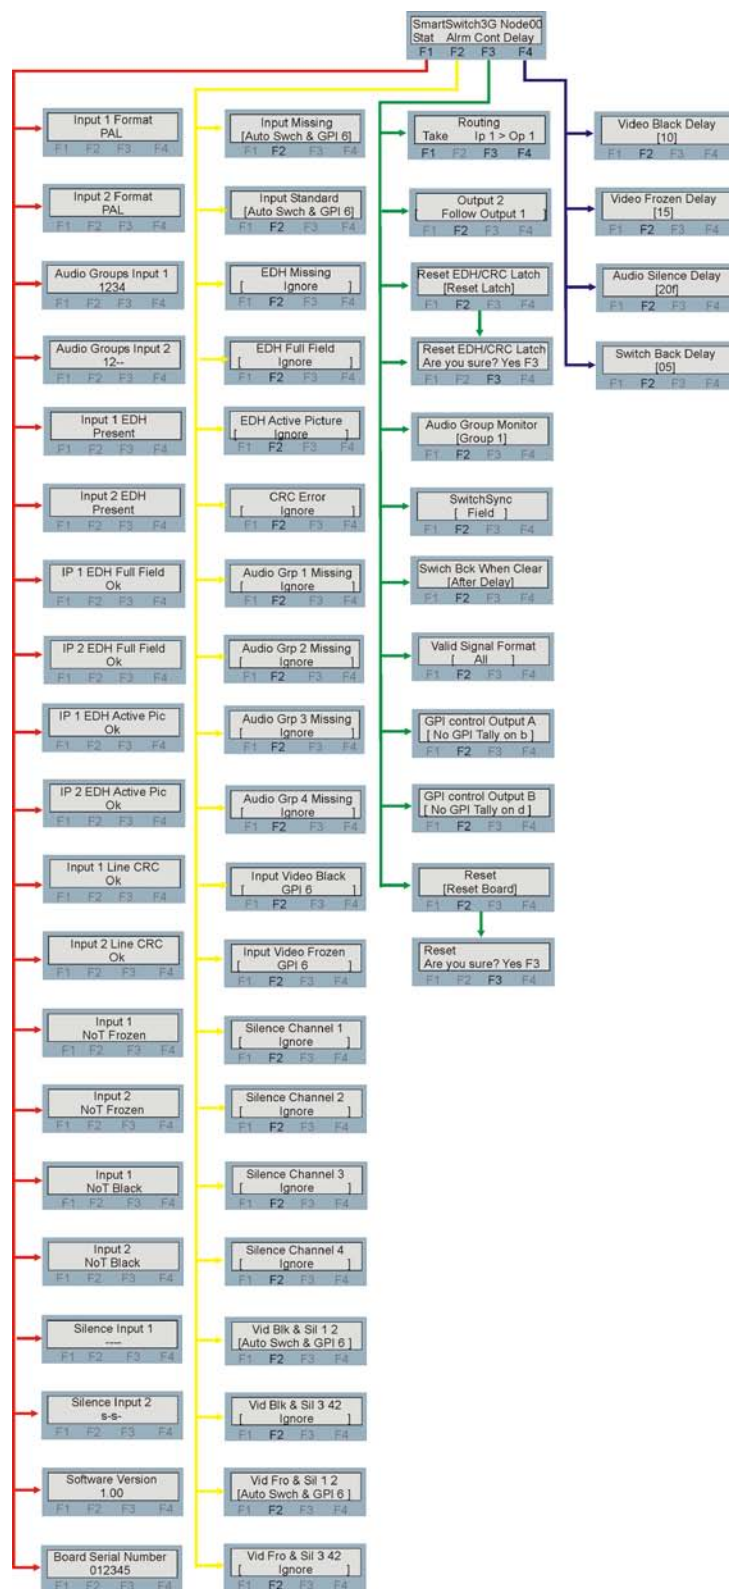 SmartSwitch3G Node00
Stat Alrm Cont Delay
F1 F2 F3 F4
Input 1 Format
PAL
F1 F2 F3 F4
Input 2 Format
PAL
F1 F2 F3 F4
Audio Groups Input 1
1234
F1 F2 F3 F4
Audio Groups Input 2
12--
F1 F2 F3 F4
Input 1 EDH
Present
F1 F2 F3 F4
Input 2 EDH
Present
F1 F2 F3 F4
IP 1 EDH Full Field
Ok
F1 F2 F3 F4
IP 2 EDH Full Field
Ok
F1 F2 F3 F4
IP 1 EDH Active Pic
Ok
F1 F2 F3 F4
IP 2 EDH Active Pic
Ok
F1 F2 F3 F4
Input 1 Line CRC
Ok
F1 F2 F3 F4
Input 2 Line CRC
Ok
F1 F2 F3 F4
Input 1
NoT Frozen
F1 F2 F3 F4
Input 2
NoT Frozen
F1 F2 F3 F4
Input 1
NoT Black
F1 F2 F3 F4
Input 2
NoT Black
F1 F2 F3 F4
Silence Input 1
----
F1 F2 F3 F4
Silence Input 2
s-s-
F1 F2 F3 F4
Software Version
1.00
F1 F2 F3 F4
Board Serial Number
012345
F1 F2 F3 F4
Input Missing
[Auto Swch & GPI 6]
F1 F2 F3 F4
Input Standard
[Auto Swch & GPI 6]
F1 F2 F3 F4
EDH Missing
[ Ignore ]
F1 F2 F3 F4
EDH Full Field
[ Ignore ]
F1 F2 F3 F4
EDH Active Picture
[ Ignore ]
F1 F2 F3 F4
CRC Error
[ Ignore ]
F1 F2 F3 F4
Audio Grp 1 Missing
[ Ignore ]
F1 F2 F3 F4
Audio Grp 2 Missing
[ Ignore ]
F1 F2 F3 F4
Audio Grp 3 Missing
[ Ignore ]
F1 F2 F3 F4
Audio Grp 4 Missing
[ Ignore ]
F1 F2 F3 F4
Input Video Black
[ GPI 6 ]
F1 F2 F3 F4
Input Video Frozen
[ GPI 6 ]
F1 F2 F3 F4
Silence Channel 1
[ Ignore ]
F1 F2 F3 F4
Silence Channel 2
[ Ignore ]
F1 F2 F3 F4
Silence Channel 3
[ Ignore ]
F1 F2 F3 F4
Silence Channel 4
[ Ignore ]
F1 F2 F3 F4
Vid Blk & Sil 1 2
[Auto Swch & GPI 6 ]
F1 F2 F3 F4
Vid Blk & Sil 3 42
[ Ignore ]
F1 F2 F3 F4
Vid Fro & Sil 1 2
[Auto Swch & GPI 6 ]
F1 F2 F3 F4
Vid Fro & Sil 3 42
[ Ignore ]
F1 F2 F3 F4
Routing
Take Ip 1 > Op 1
F1 F2 F3 F4
Output 2
[ Follow Output 1 ]
F1 F2 F3 F4
Reset EDH/CRC Latch
[Reset Latch]
F1 F2 F3 F4
Reset EDH/CRC Latch
Are you sure? Yes F3
F1 F2 F3 F4
Audio Group Monitor
[Group 1]
F1 F2 F3 F4
SwitchSync
[ Field ]
F1 F2 F3 F4
Swich Bck When Clear
[After Delay]
F1 F2 F3 F4
Valid Signal Format
[ All ]
F1 F2 F3 F4
GPI control Output A
[ No GPI Tally on b ]
F1 F2 F3 F4
GPI control Output B
[ No GPI Tally on d ]
F1 F2 F3 F4
Reset
[Reset Board]
F1 F2 F3 F4
Reset
Are you sure? Yes F3
F1 F2 F3 F4
Video Black Delay
[10]
F1 F2 F3 F4
Video Frozen Delay
[15]
F1 F2 F3 F4
Audio Silence Delay
[20f]
F1 F2 F3 F4
Switch Back Delay
[05]
F1 F2 F3 F4